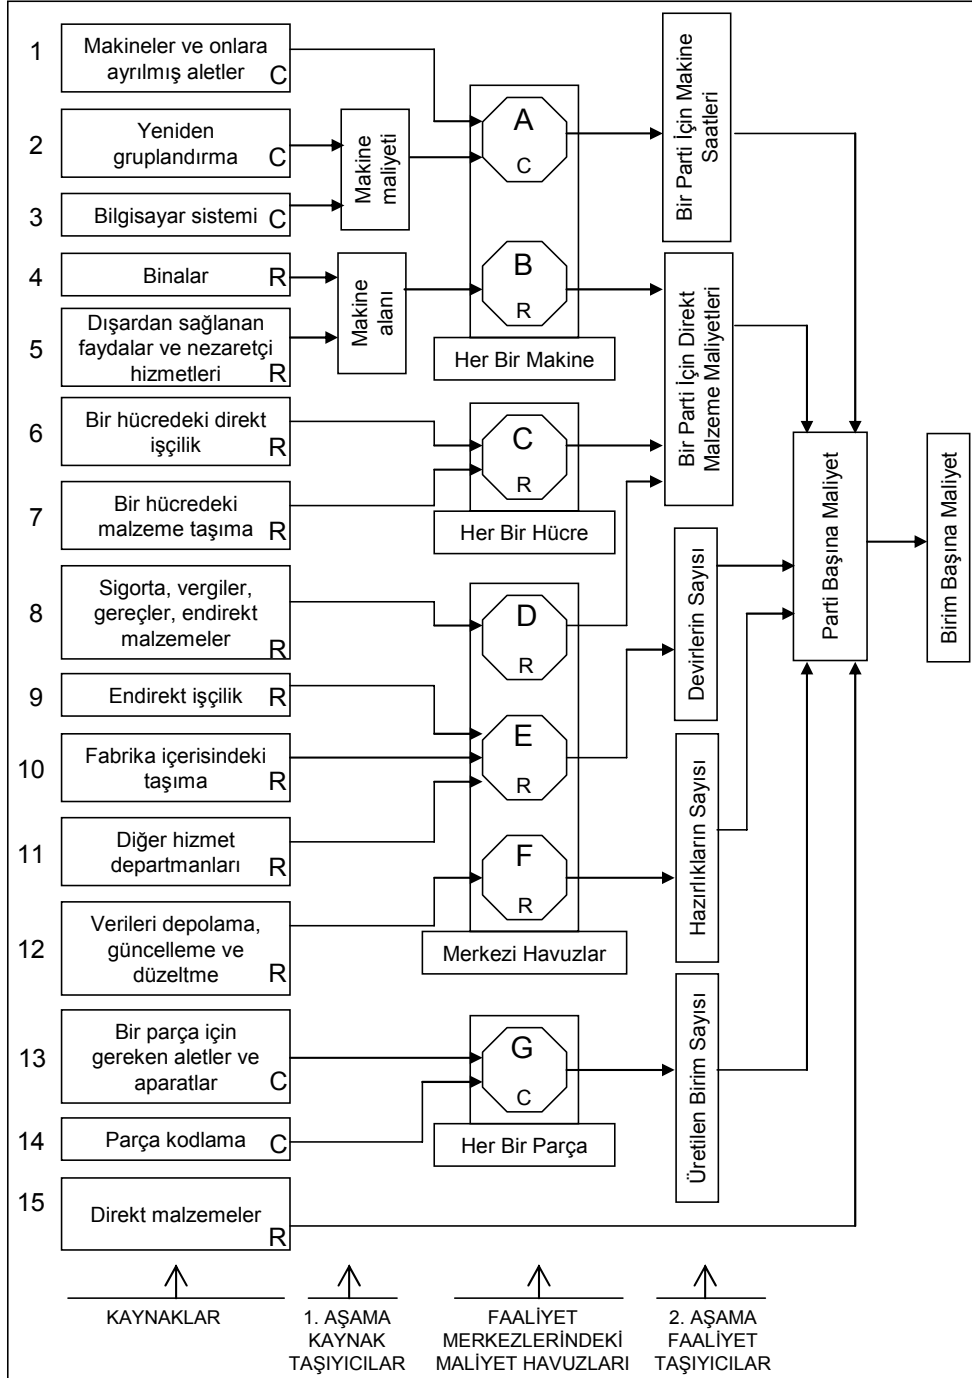 1
Makineler ve onlara
ayrılmış aletler
C
2
Yeniden
gruplandırma
C
3
Bilgisayar sistemi
C
4
Binalar
R
5
Dışardan sağlanan
faydalar ve nezaretçi
hizmetleri
R
6
Bir hücredeki direkt
işçilik
R
7
Bir hücredeki
malzeme taşıma
R
8
Sigorta, vergiler,
gereçler, endirekt
malzemeler
R
9
Endirekt işçilik
R
10
Fabrika içerisindeki
taşıma
R
11
Diğer hizmet
departmanları
R
12
Verileri depolama,
güncelleme ve
düzeltme
R
13
Bir parça için
gereken aletler ve
aparatlar
C
14
Parça kodlama
C
15
Direkt malzemeler
R
Makine
maliyeti
Makine
alanı
A
C
B
R
Her Bir Makine
C
R
Her Bir Hücre
D
R
E
R
F
R
Merkezi Havuzlar
G
C
Her Bir Parça
Bir Parti İçin Makine
Saatleri
Bir Parti İçin Direkt
Malzeme Maliyetleri
Devirlerin Sayısı
Hazırlıkların Sayısı
Üretilen Birim Sayısı
Parti Başına Maliyet
Birim Başına Maliyet
KAYNAKLAR
1. AŞAMA
KAYNAK
TAŞIYICILAR
FAALİYET
MERKEZLERİNDEKİ
MALİYET HAVUZLARI
2. AŞAMA
FAALİYET
TAŞIYICILAR